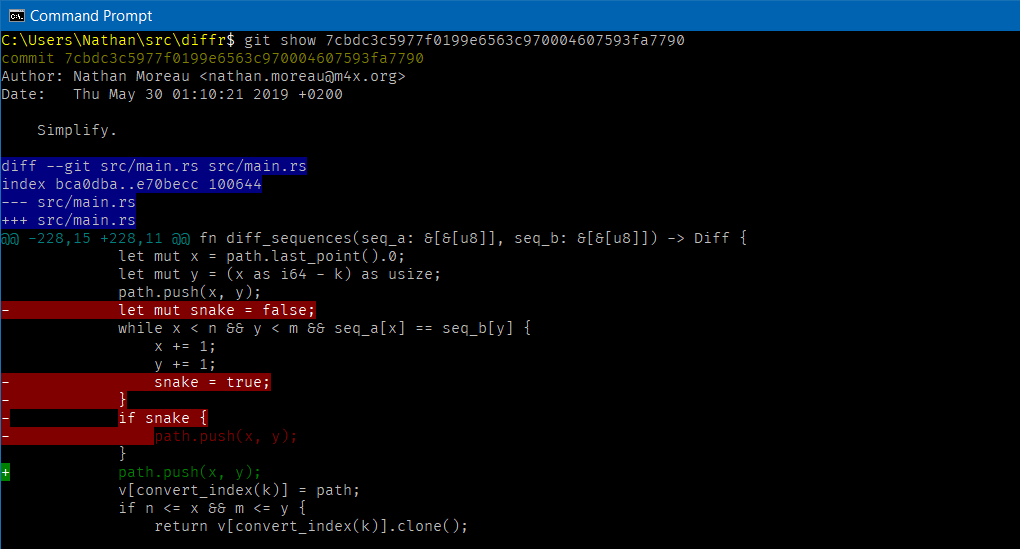 Command Prompt
C:\Users\Nathan\src\diffr$ git show 7cbdc3c5977f0199e6563c970004607593fa7790
commit 7cbdc3c5977f0199e6563c970004607593fa7790
Author: Nathan Moreau <nathan.moreau@m4x.org>
Date:   Thu May 30 01:10:21 2019 +0200
    Simplify.
diff --git src/main.rs src/main.rs
index bca0dba..e70becc 100644
--- src/main.rs
+++ src/main.rs
@@ -228,15 +228,11 @@ fn diff_sequences(seq_a: &[&[u8]], seq_b: &[&[u8]]) -> Diff {
             let mut x = path.last_point().0;
             let mut y = (x as i64 - k) as usize;
             path.push(x, y);
-            let mut snake = false;
             while x < n && y < m && seq_a[x] == seq_b[y] {
                 x += 1;
                 y += 1;
-                snake = true;
-            }
-            if snake {
-                path.push(x, y);
             }
+            path.push(x, y);
             v[convert_index(k)] = path;
             if n <= x && m <= y {
                 return v[convert_index(k)].clone();